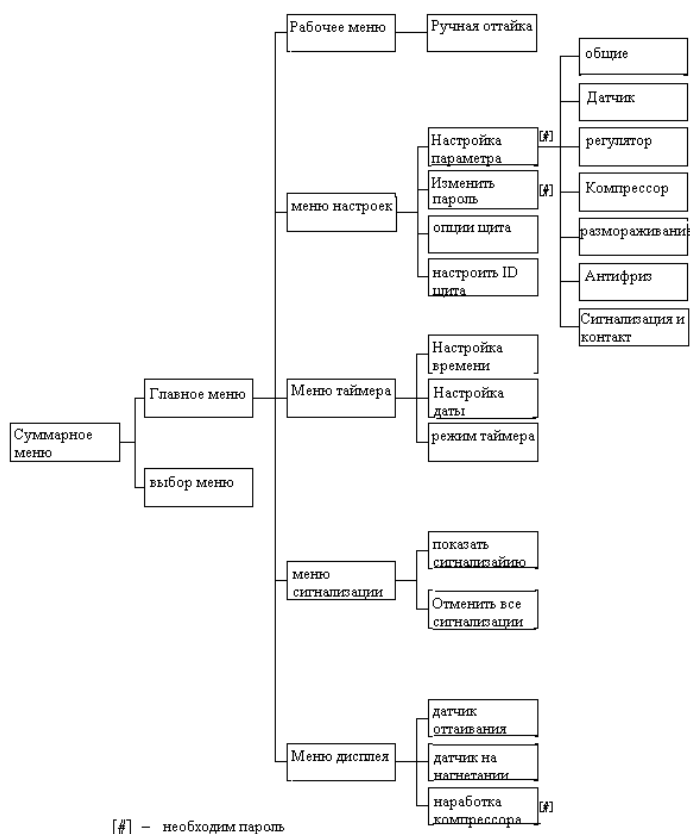 Рабочее меню
Ручная оттайка
общие
Датчик
Настройка
параметра
[#]
регулятор
Изменить
пароль
[#]
Компрессор
меню настроек
опции щита
размораживание
настроить ID
щита
Антифриз
Сигнализация и
контакт
Настройка
времени
Главное меню
Меню таймера
Настройка
даты
Суммарное
меню
режим таймера
выбор меню
показать
сигнализайию
меню
сигнализации
Отменить все
сигнализации
датчик
оттаивания
Меню дисплея
датчик на
нагнетании
наработка
компрессора
[#]
[#] – необходим пароль